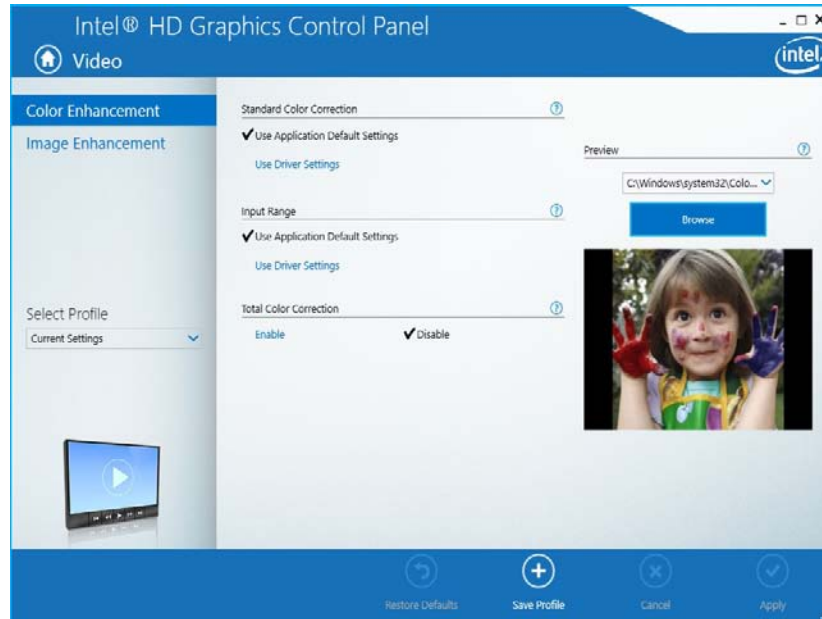 Intel® HD Graphics Control Panel
Video
intel
Color Enhancement
Image Enhancement
Select Profile
Current Settings
Standard Color Correction
✔Use Application Default Settings
Use Driver Settings
Input Range
✔Use Application Default Settings
Use Driver Settings
Total Color Correction
Enable ✔Disable
Preview
C:\Windows\system32\Colo...
Browse
Restore Defaults
Save Profile
Cancel
Apply